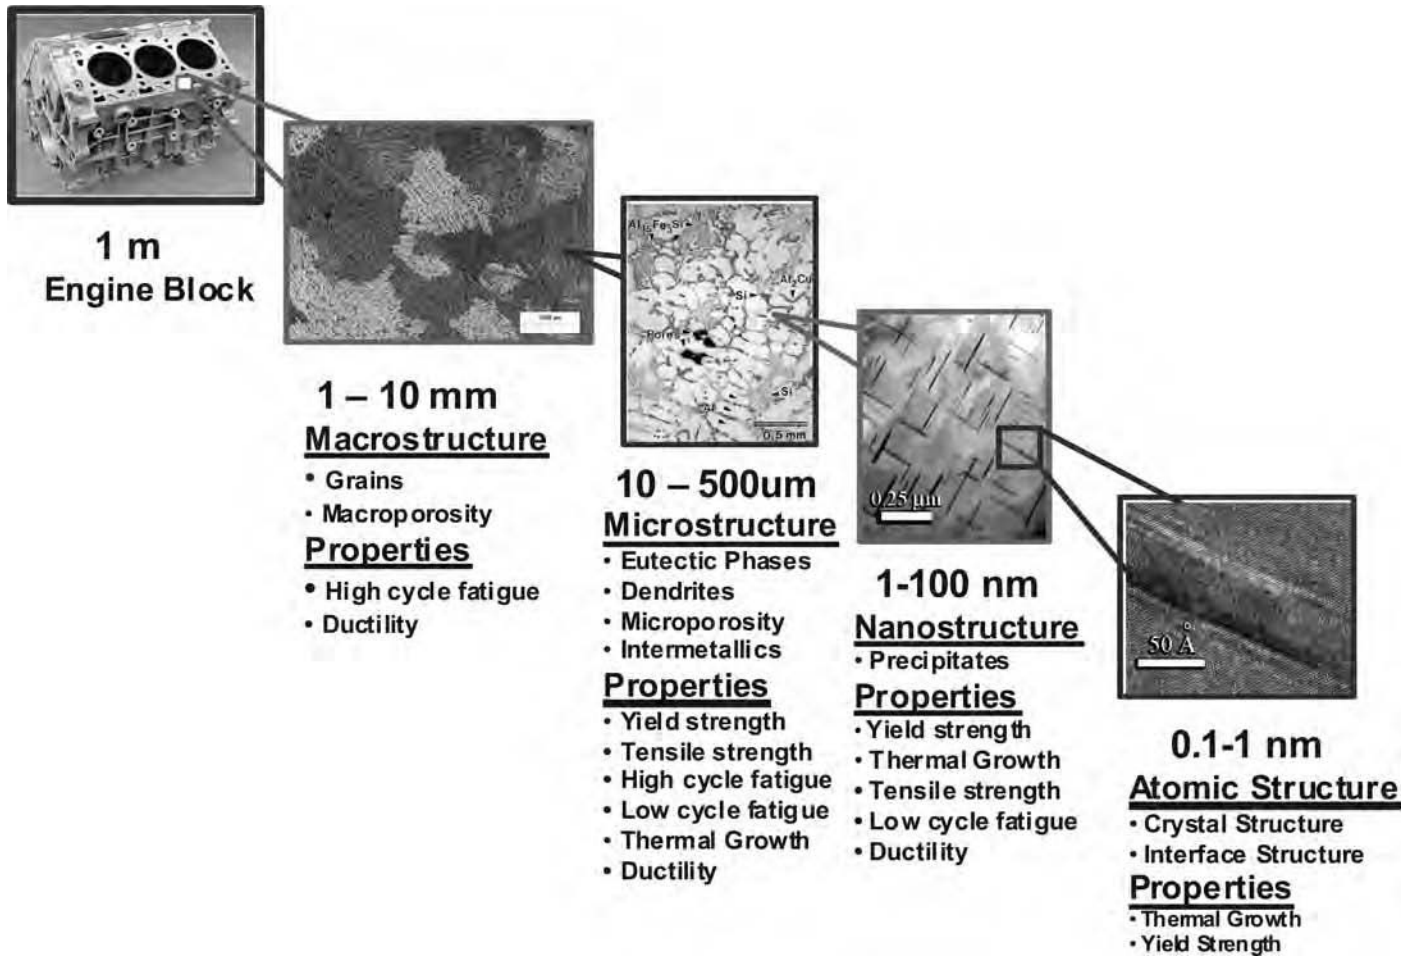 1 m
Engine Block
1 – 10 mm
Macrostructure
• Grains
• Macroporosity
Properties
• High cycle fatigue
• Ductility
Al₁₅Fe₃Si
Al₂Cu
Si
Pores
Si
Al
0.5 mm
10 – 500um
Microstructure
• Eutectic Phases
• Dendrites
• Microporosity
• Intermetallics
Properties
• Yield strength
• Tensile strength
• High cycle fatigue
• Low cycle fatigue
• Thermal Growth
• Ductility
0.25 µm
1-100 nm
Nanostructure
• Precipitates
Properties
• Yield strength
• Thermal Growth
• Tensile strength
• Low cycle fatigue
• Ductility
50 Å
0.1-1 nm
Atomic Structure
• Crystal Structure
• Interface Structure
Properties
• Thermal Growth
• Yield Strength